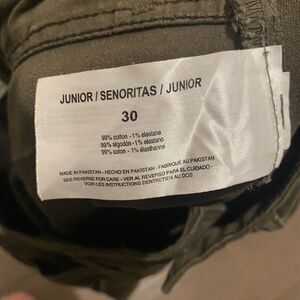 JUNIOR / SENORITAS / JUNIOR
30
99% cotton - 1% elastane
99% algodón - 1% elastano
99% coton - 1% élasthanne
MADE IN PAKISTAN - HECHO EN PAKISTAN - FABRIQUÉ AU PAKISTAN
SEE REVERSE FOR CARE - VER AL REVERSO PARA EL CUIDADO -
VOIR LES INSTRUCTIONS D'ENTRETIEN AU DOS